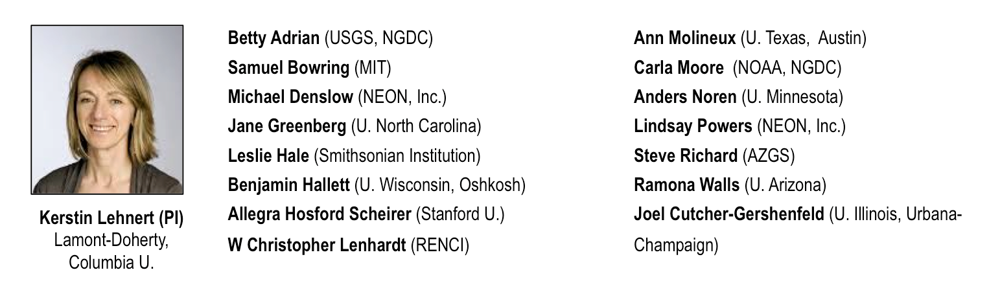 Kerstin Lehnert (PI)
Lamont-Doherty,
Columbia U.
Betty Adrian (USGS, NGDC)
Samuel Bowring (MIT)
Michael Denslow (NEON, Inc.)
Jane Greenberg (U. North Carolina)
Leslie Hale (Smithsonian Institution)
Benjamin Hallett (U. Wisconsin, Oshkosh)
Allegra Hosford Scheirer (Stanford U.)
W Christopher Lenhardt (RENCI)
Ann Molineux (U. Texas,  Austin)
Carla Moore  (NOAA, NGDC)
Anders Noren (U. Minnesota)
Lindsay Powers (NEON, Inc.)
Steve Richard (AZGS)
Ramona Walls (U. Arizona)
Joel Cutcher-Gershenfeld (U. Illinois, Urbana-
Champaign)